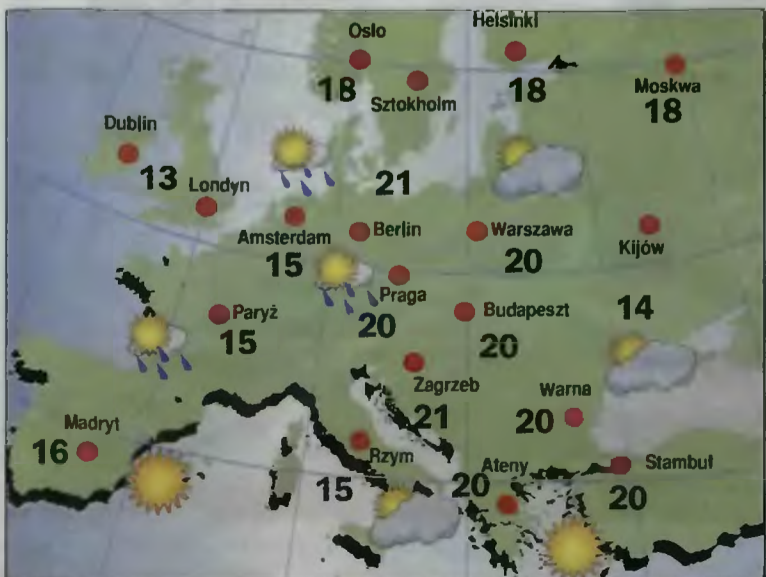 Oslo
Helsinki
18
Sztokholm
18
Moskwa
18
Dublin
13
Londyn
21
Amsterdam
15
Berlin
Warszawa
20
Kijów
Praga
20
Paryż
15
Budapeszt
20
14
Zagrzeb
21
Warna
20
Madryt
16
Rzym
15
Ateny
20
Stambuł
20